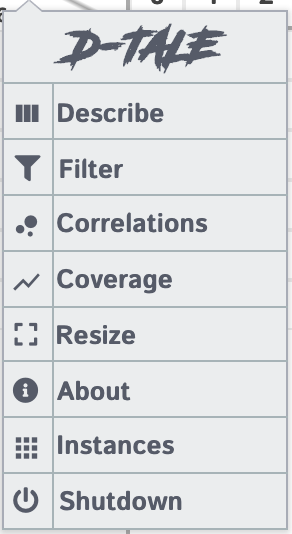 D-TALE
Describe
Filter
Correlations
Coverage
Resize
About
Instances
Shutdown